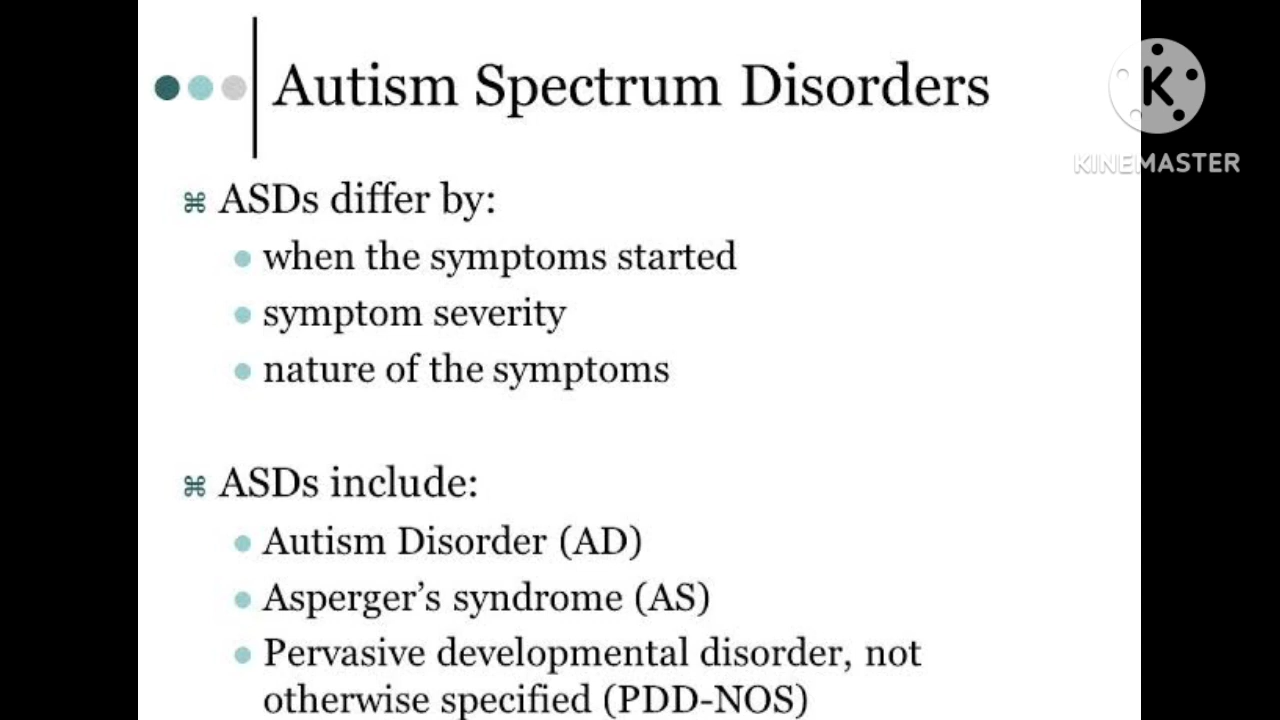 Autism Spectrum Disorders
K
KINEMASTER
⌘ ASDs differ by:
● when the symptoms started
● symptom severity
● nature of the symptoms
⌘ ASDs include:
● Autism Disorder (AD)
● Asperger’s syndrome (AS)
● Pervasive developmental disorder, not
otherwise specified (PDD-NOS)